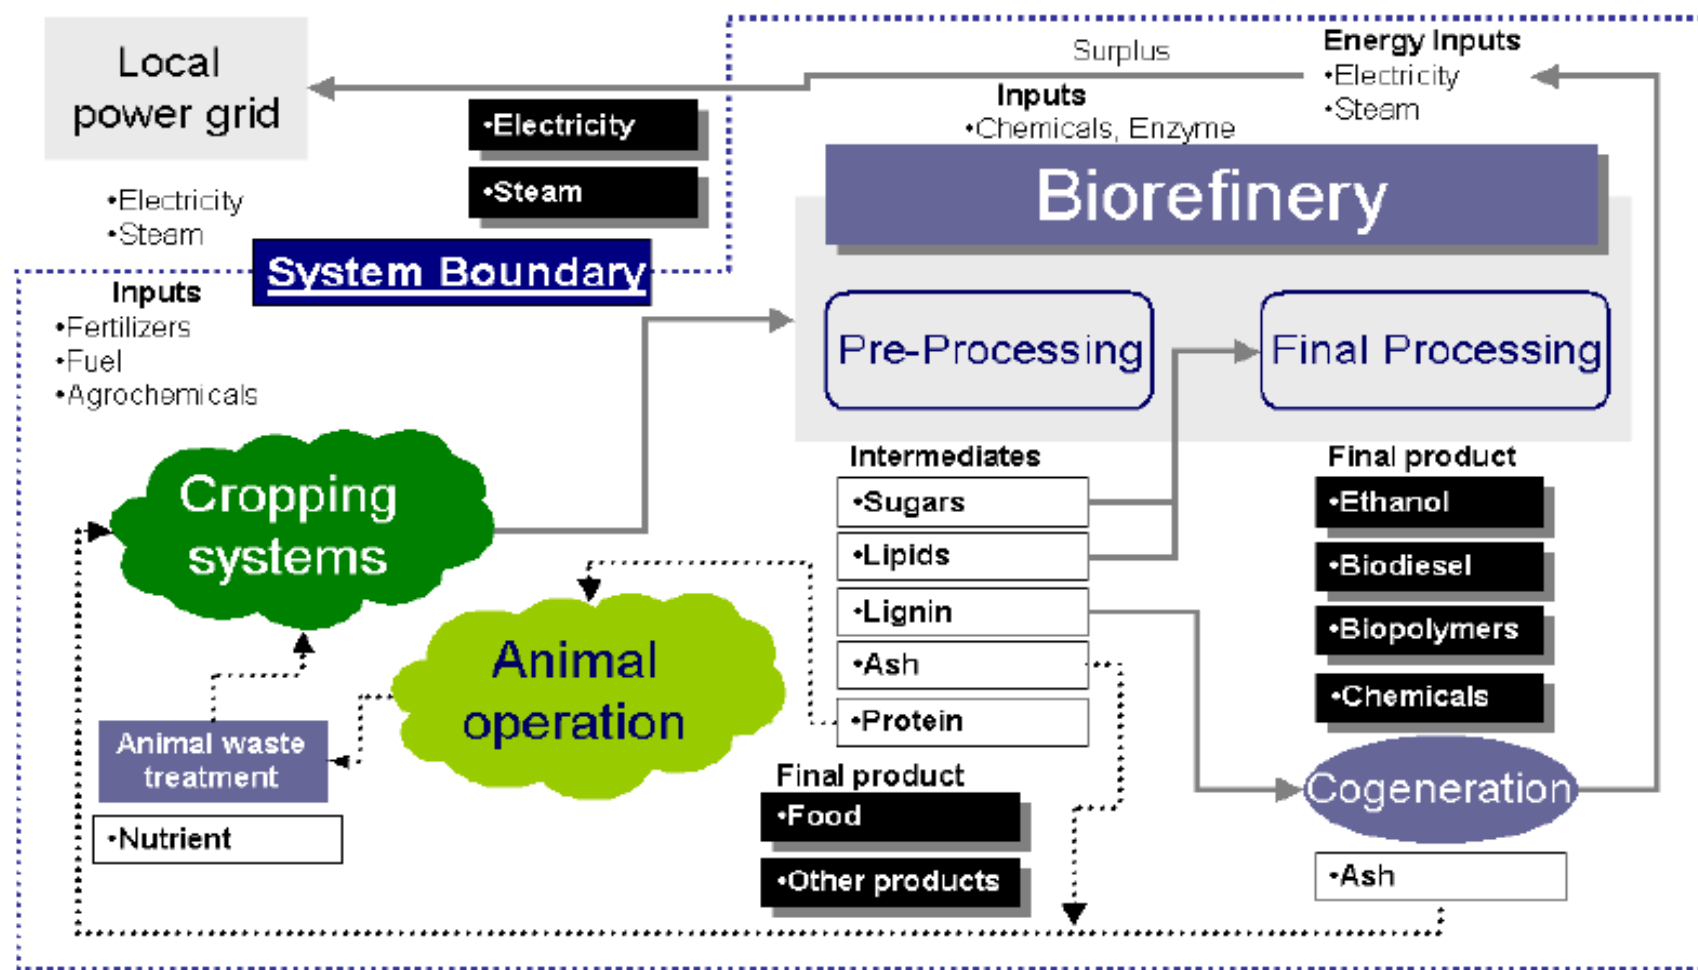 Local
power grid
Surplus
Energy Inputs
•Electricity
•Steam
Inputs
•Chemicals, Enzyme
•Electricity
•Steam
•Electricity
•Steam
System Boundary
Biorefinery
Inputs
•Fertilizers
•Fuel
•Agrochemicals
Pre-Processing
Final Processing
Cropping
systems
Intermediates
•Sugars
•Lipids
•Lignin
•Ash
•Protein
Final product
•Ethanol
•Biodiesel
•Biopolymers
•Chemicals
Animal
operation
Animal waste
treatment
•Nutrient
Final product
•Food
•Other products
Cogeneration
•Ash